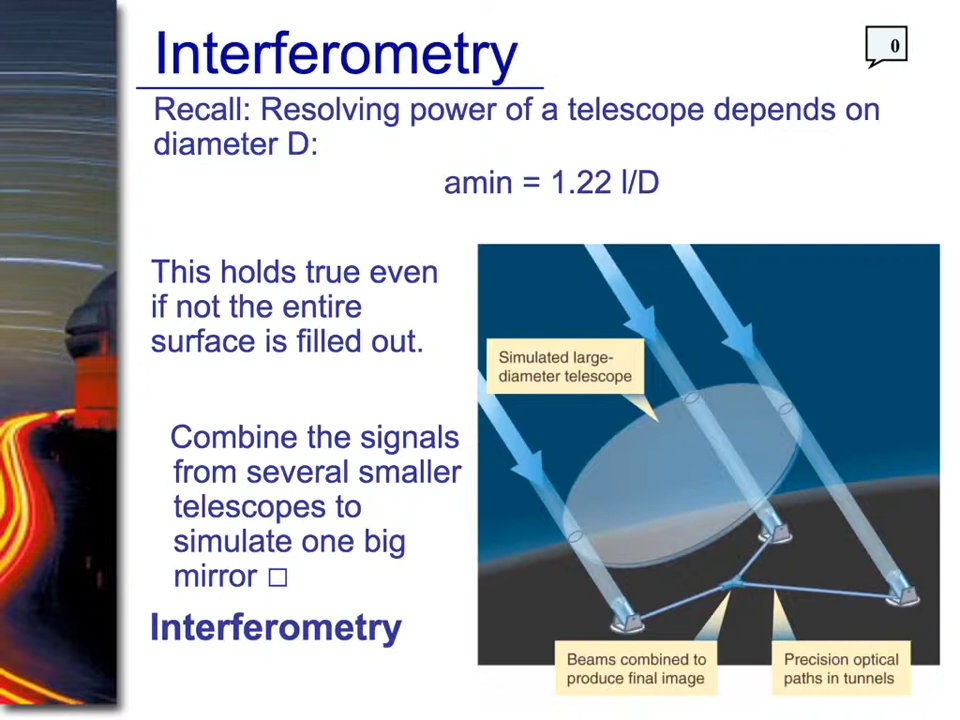 Interferometry
0
Recall: Resolving power of a telescope depends on
diameter D:
amin = 1.22 l/D
This holds true even
if not the entire
surface is filled out.
Combine the signals
from several smaller
telescopes to
simulate one big
mirror □
Interferometry
Simulated large-
diameter telescope
Beams combined to
produce final image
Precision optical
paths in tunnels